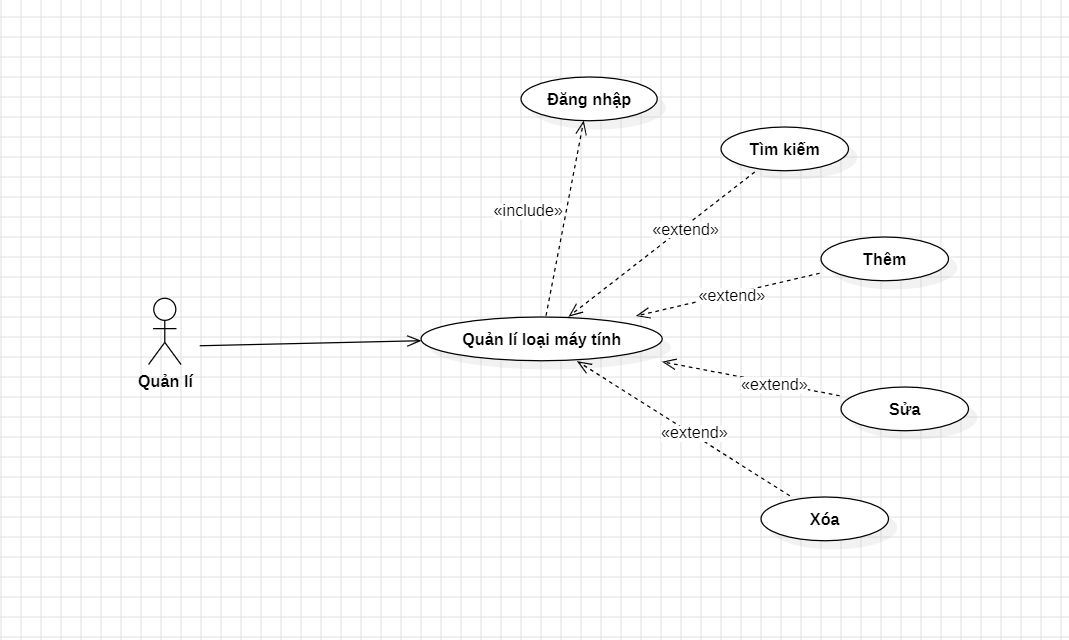 Đăng nhập
Tìm kiếm
«include»
«extend»
Thêm
«extend»
Quản lí loại máy tính
Quản lí
«extend»
Sửa
«extend»
Xóa